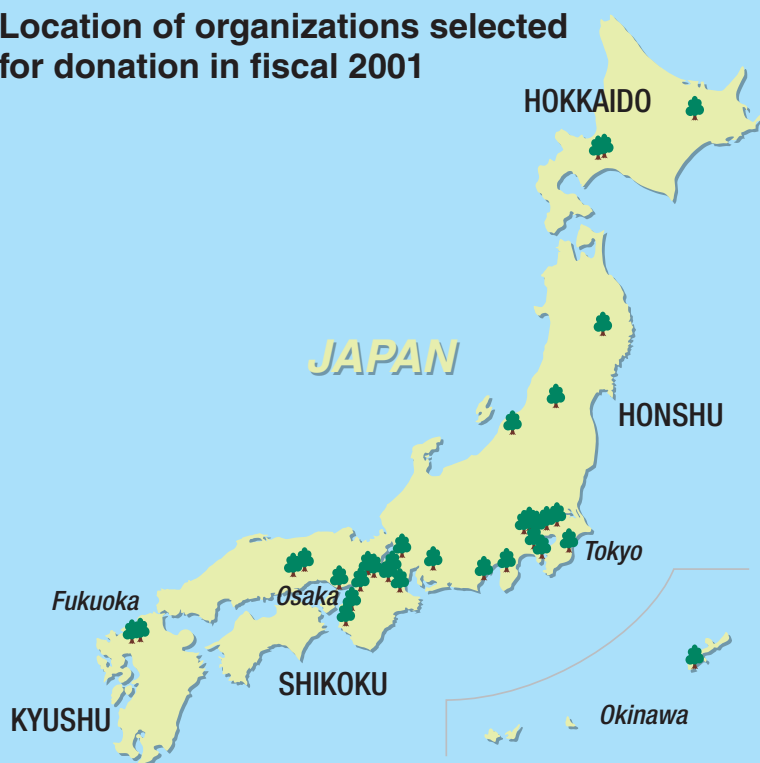 Location of organizations selected
for donation in fiscal 2001
HOKKAIDO
JAPAN
HONSHU
Tokyo
Osaka
Fukuoka
SHIKOKU
KYUSHU
Okinawa